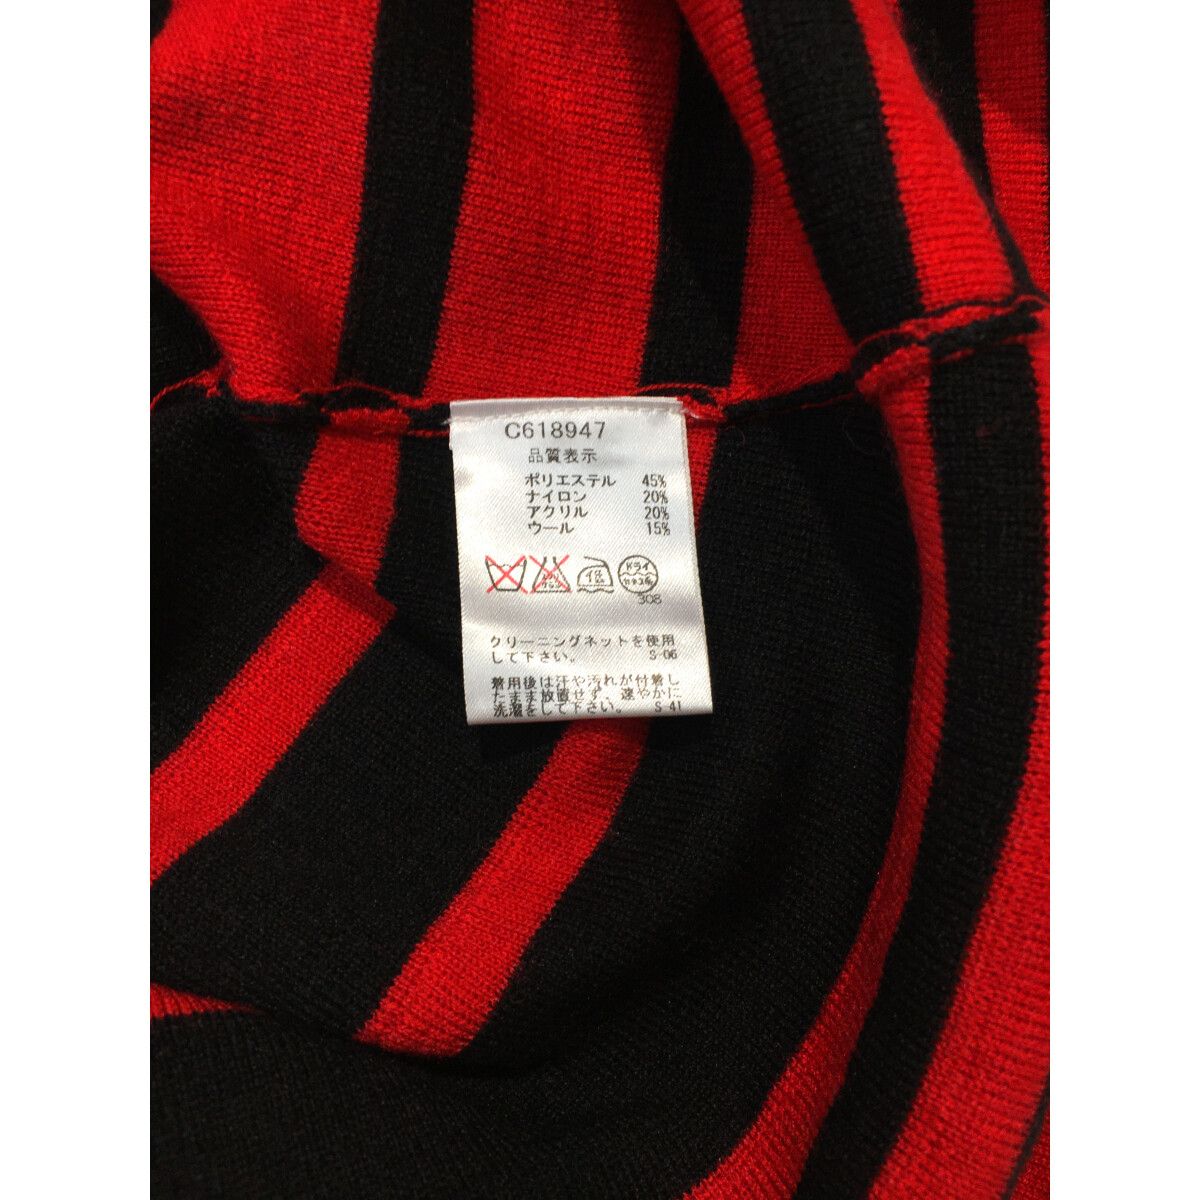 C618947
品質表示
ポリエステル 45%
ナイロン 20%
アクリル 20%
ウール 15%
ドライ
308
クリーニングネットを使用
して下さい。 S-06
着用後は汗や汚れが付着し
たまま放置せず、速やかに
洗濯をして下さい。 S-41